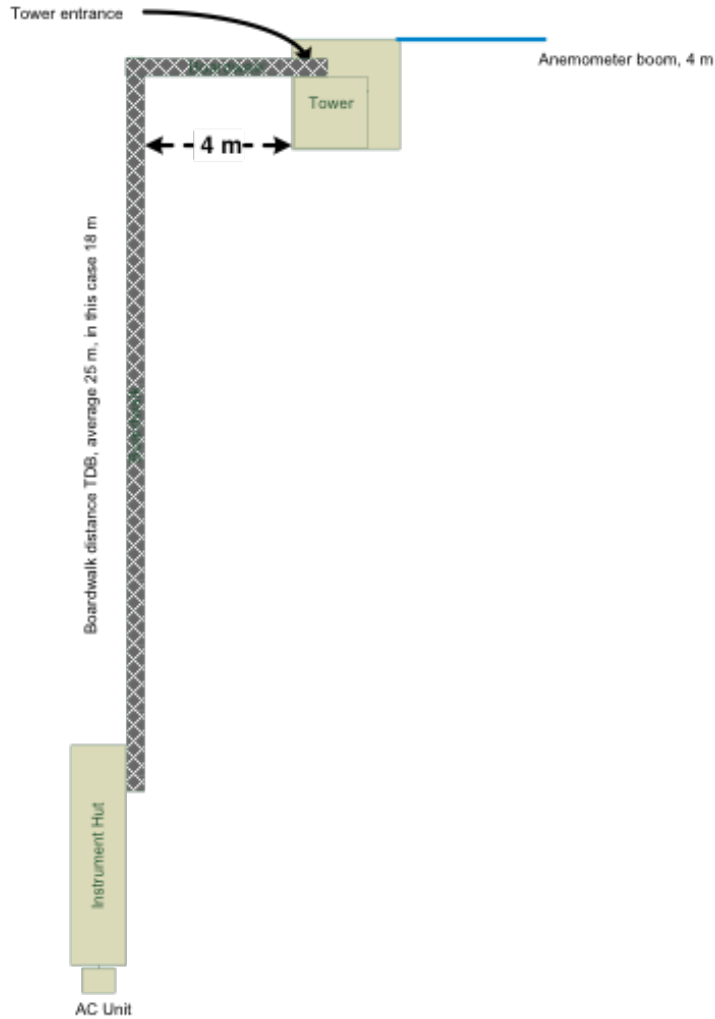 Tower entrance
Anemometer boom, 4 m
Tower
4 m
Boardwalk distance TDB, average 25 m, in this case 18 m
Instrument Hut
AC Unit